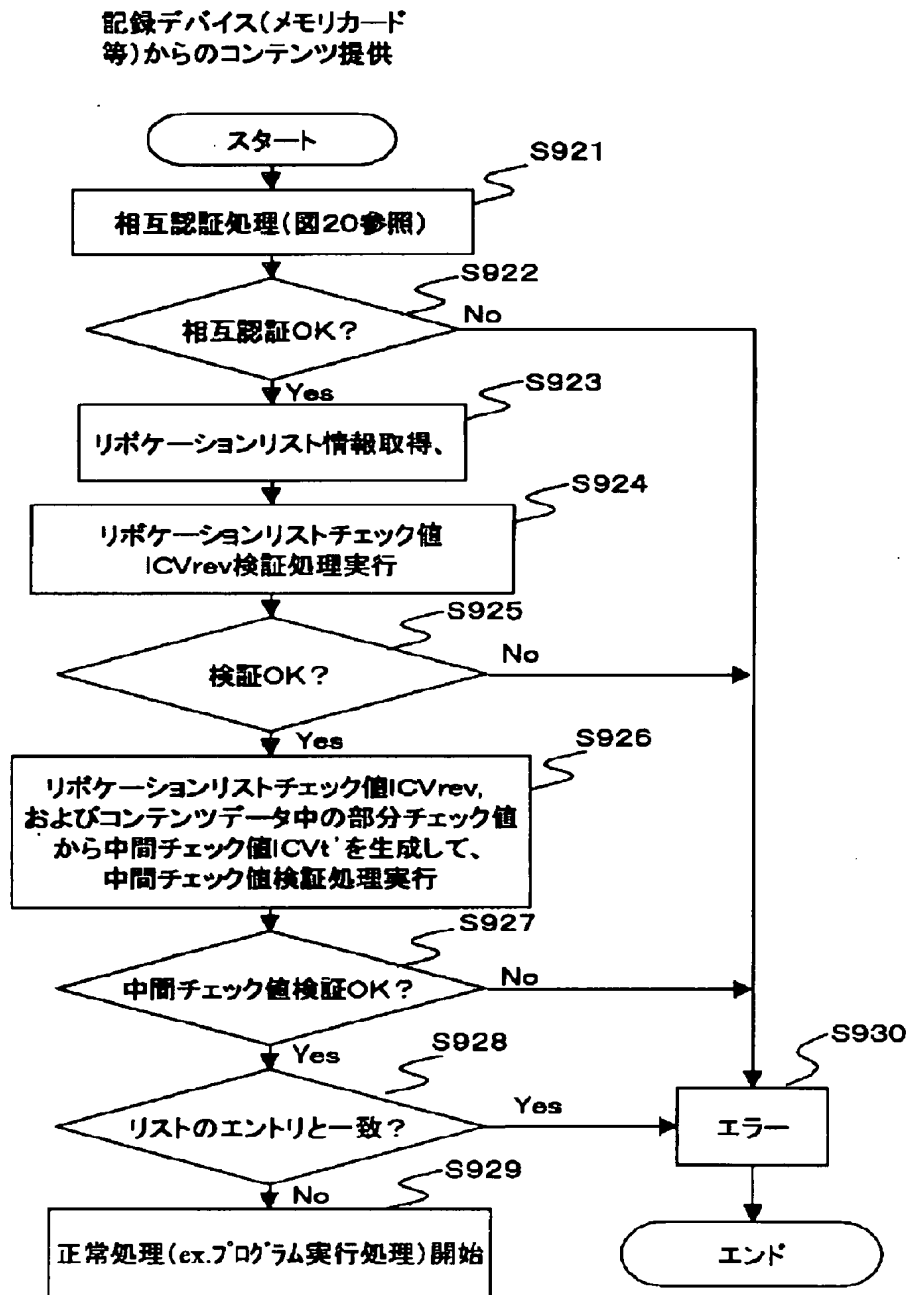 記録デバイス(メモリカード
等)からのコンテンツ提供
スタート
S921
相互認証処理(図20参照)
S922
相互認証OK?
No
Yes
S923
リボケーションリスト情報取得、
S924
リボケーションリストチェック値
ICVrev検証処理実行
S925
検証OK?
No
Yes
S926
リボケーションリストチェック値ICVrev,
およびコンテンツデータ中の部分チェック値
から中間チェック値ICVt'を生成して、
中間チェック値検証処理実行
S927
中間チェック値検証OK?
No
Yes
S928
リストのエントリと一致?
Yes
S930
エラー
No
S929
正常処理(ex.プログラム実行処理)開始
エンド